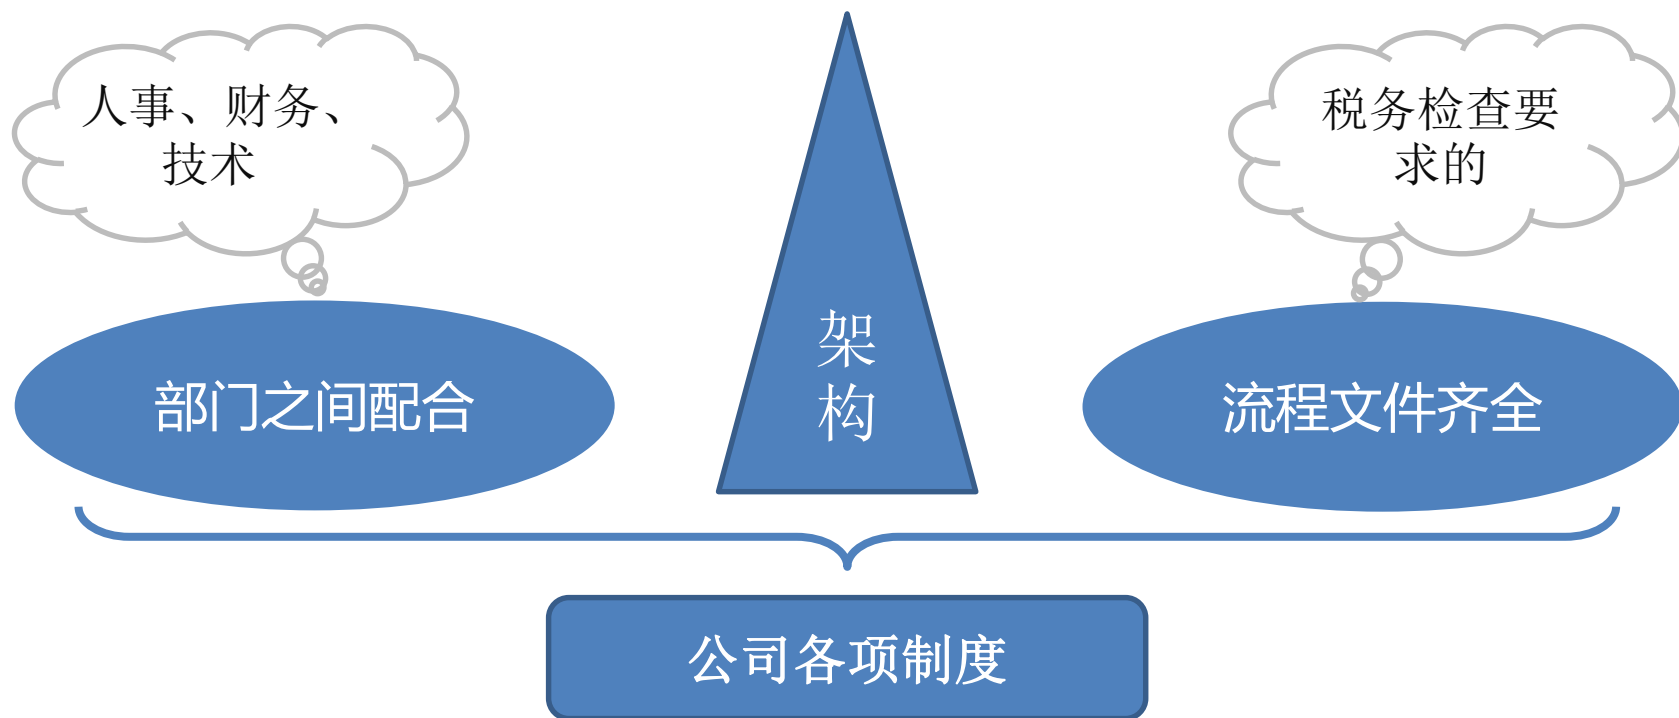 人事、财务、
技术
税务检查要
求的
架
构
部门之间配合
流程文件齐全
公司各项制度